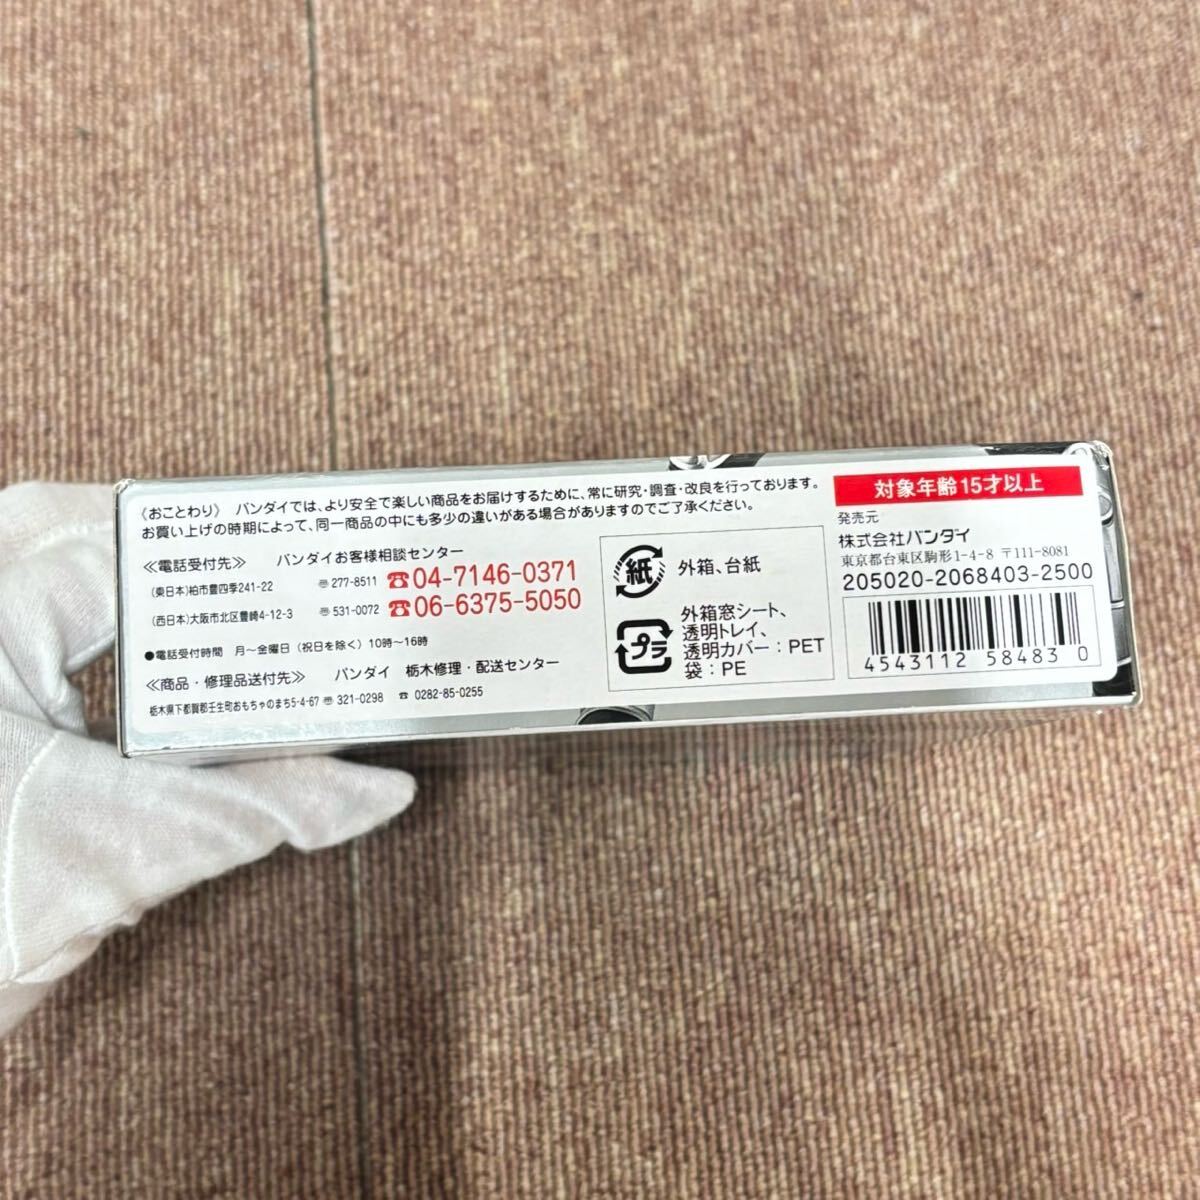 〈おことわり〉 バンダイでは、より安全で楽しい商品をお届けするために、常に研究・調査・改良を行っております。
お買い上げの時期によって、同一商品の中にも多少の違いがある場合がありますのでご了承ください。
≪電話受付先≫ バンダイお客様相談センター
(東日本)柏市豊四季241-22 〠277-8511 ☎04-7146-0371
(西日本)大阪市北区豊崎4-12-3 〠531-0072 ☎06-6375-5050
●電話受付時間 月〜金曜日(祝日を除く)10時〜16時
≪商品・修理品送付先≫ バンダイ 栃木修理・配送センター
栃木県下都賀郡壬生町おもちゃのまち5-4-67 〠321-0298 ☎0282-85-0255
紙 外箱、台紙
プラ
外箱窓シート、
透明トレイ、
透明カバー：PET
袋：PE
対象年齢15才以上
発売元
株式会社バンダイ
東京都台東区駒形1-4-8 〒111-8081
205020-2068403-2500
4543112 58483 0